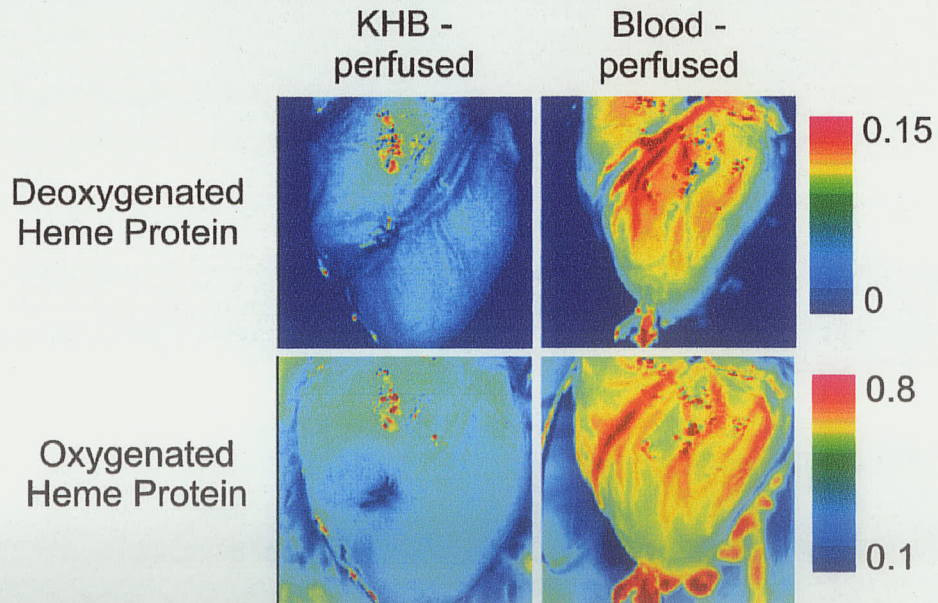 KHB -
perfused
Blood -
perfused
Deoxygenated
Heme Protein
0.15
0
Oxygenated
Heme Protein
0.8
0.1